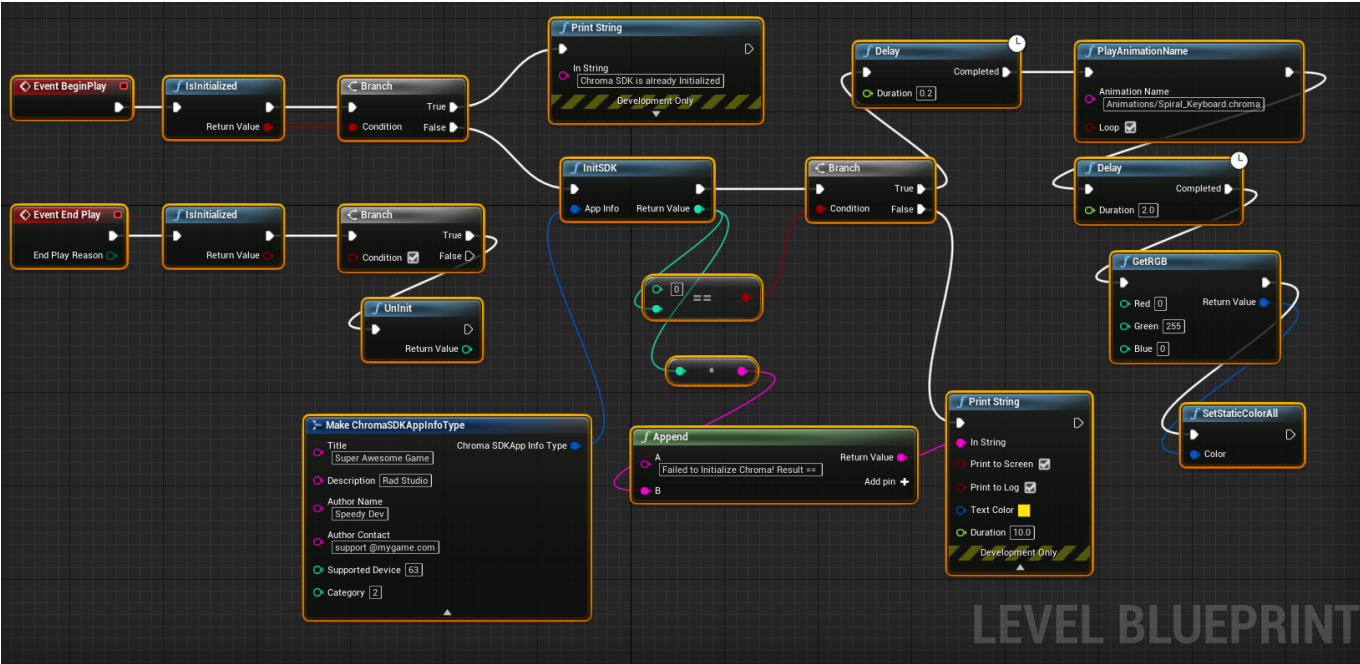 Event BeginPlay
IsInitialized
Return Value
Branch
True
Condition
False
Print String
In String
Chroma SDK is already Initialized
Development Only
Delay
Completed
Duration 0.2
PlayAnimationName
Animation Name
Animations/Spiral_Keyboard.chroma
Loop
InitSDK
App Info
Return Value
Branch
True
Condition
False
Delay
Completed
Duration 2.0
Event End Play
End Play Reason
IsInitialized
Return Value
Branch
True
Condition
False
UnInit
Return Value
0
==
GetRGB
Red 0
Return Value
Green 255
Blue 0
Make ChromaSDKAppInfoType
Title
Chroma SDKApp Info Type
Super Awesome Game
Description Rad Studio
Author Name
Speedy Dev
Author Contact
support @mygame.com
Supported Device 63
Category 2
Append
A
Return Value
Failed to Initialize Chroma! Result ==
Add pin
B
Print String
In String
Print to Screen
Print to Log
Text Color
Duration 10.0
Development Only
SetStaticColorAll
Color
LEVEL BLUEPRINT